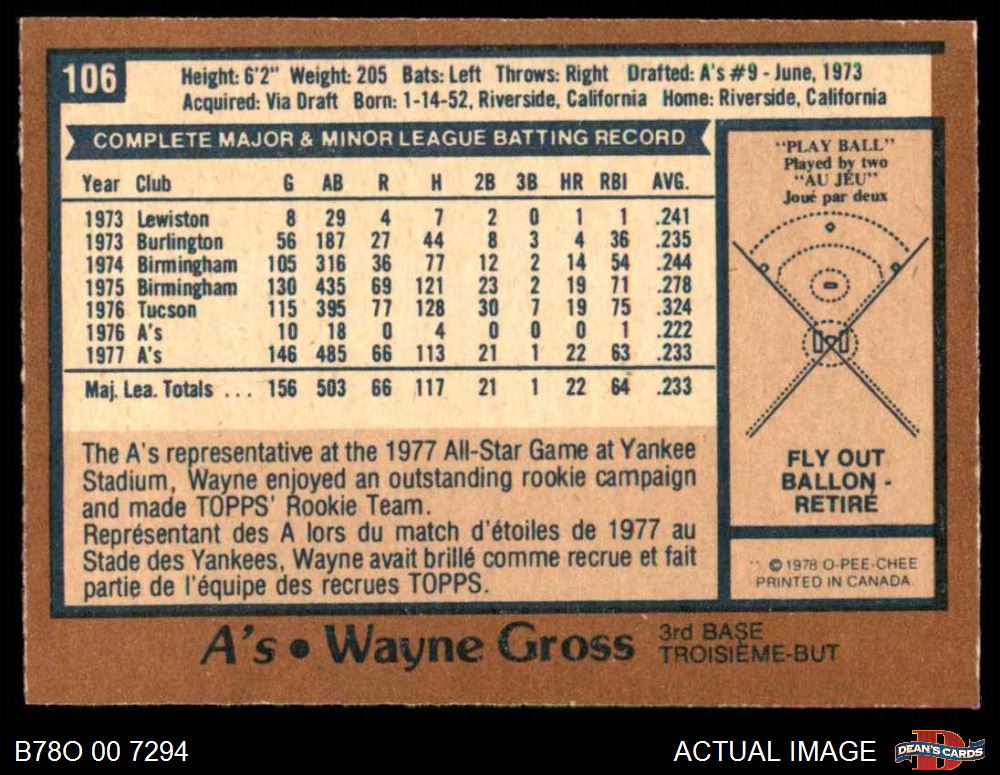 106
Height: 6'2" Weight: 205 Bats: Left Throws: Right Drafted: A's #9 - June, 1973
Acquired: Via Draft Born: 1-14-52, Riverside, California Home: Riverside, California
COMPLETE MAJOR & MINOR LEAGUE BATTING RECORD
Year Club G AB R H 2B 3B HR RBI AVG.
1973 Lewiston 8 29 4 7 2 0 1 1 .241
1973 Burlington 56 187 27 44 8 3 4 36 .235
1974 Birmingham 105 316 36 77 12 2 14 54 .244
1975 Birmingham 130 435 69 121 23 2 19 71 .278
1976 Tucson 115 395 77 128 30 7 19 75 .324
1976 A's 10 18 0 4 0 0 0 1 .222
1977 A's 146 485 66 113 21 1 22 63 .233
Maj. Lea. Totals ... 156 503 66 117 21 1 22 64 .233
The A's representative at the 1977 All-Star Game at Yankee
Stadium, Wayne enjoyed an outstanding rookie campaign
and made TOPPS' Rookie Team.
Représentant des A lors du match d'étoiles de 1977 au
Stade des Yankees, Wayne avait brillé comme recrue et fait
partie de l'équipe des recrues TOPPS.
"PLAY BALL"
Played by two
"AU JEU"
Joué par deux
FLY OUT
BALLON -
RETIRÉ
© 1978 O-PEE-CHEE
PRINTED IN CANADA
A's • Wayne Gross
3rd BASE
TROISIÈME-BUT
B78O 00 7294
ACTUAL IMAGE
DEAN'S CARDS